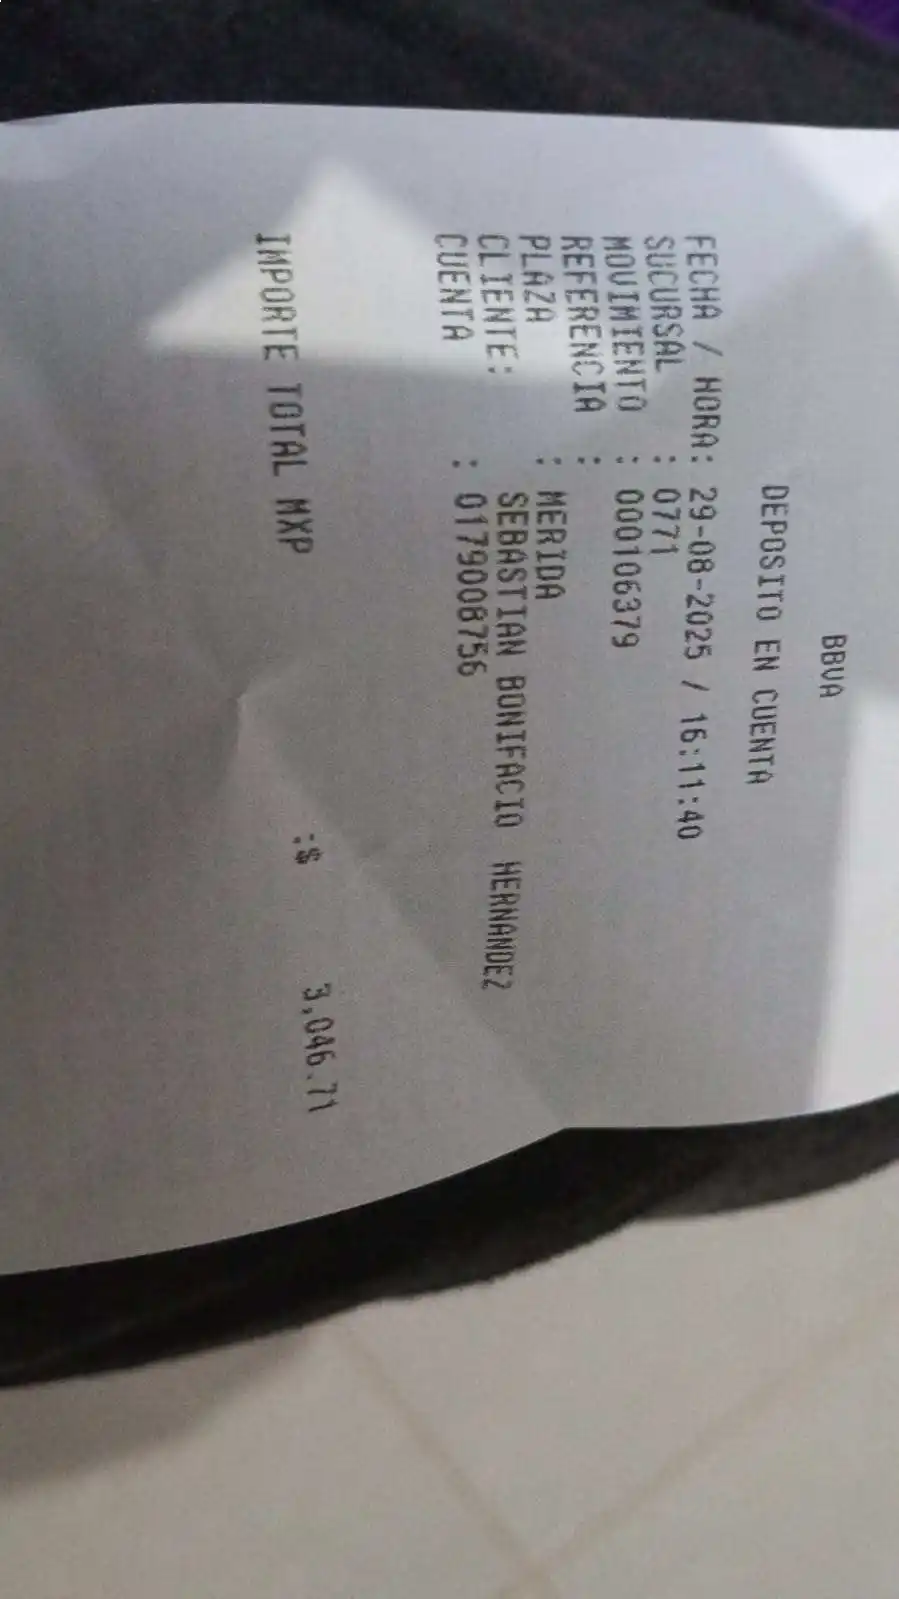 BBVA
DEPOSITO EN CUENTA
FECHA / HORA: 29-08-2025 / 16:11:40
SUCURSAL : 0771
MOVIMIENTO : 000106379
REFERENCIA :
PLAZA : MERIDA
CLIENTE: SEBASTIAN BONIFACIO HERNANDEZ
CUENTA : 0179008756
IMPORTE TOTAL MXP :$ 3,046.71